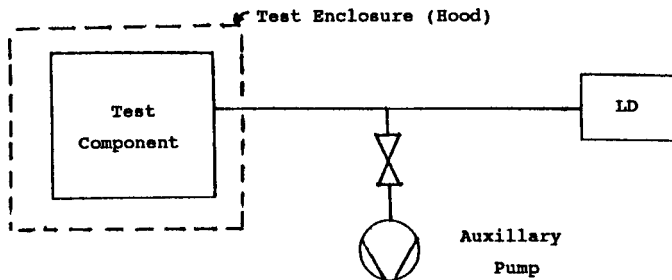 Test Enclosure (Hood)
Test
Component
LD
Auxillary
Pump